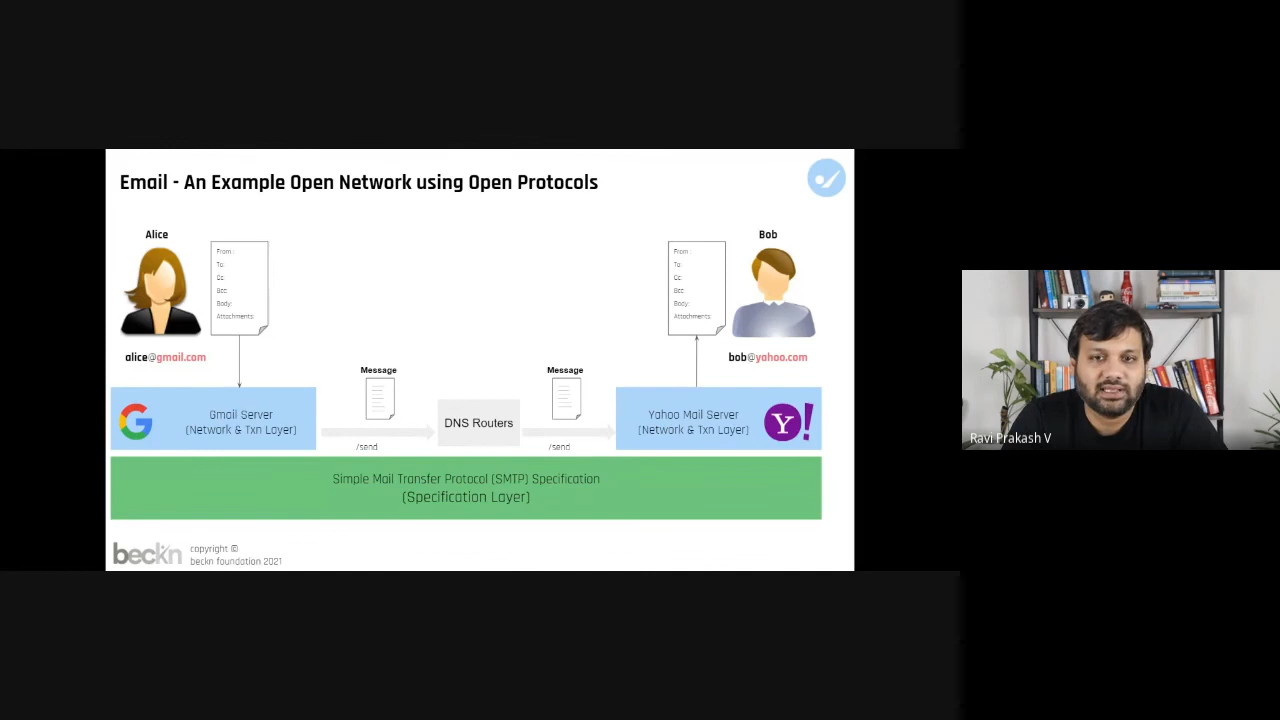 Email - An Example Open Network using Open Protocols
Alice
From :
To:
Cc:
Bcc:
Body:
Attachments:
alice@gmail.com
Bob
From :
To:
Cc:
Bcc:
Body:
Attachments:
bob@yahoo.com
Gmail Server
(Network & Txn Layer)
Message
/send
DNS Routers
Message
/send
Yahoo Mail Server
(Network & Txn Layer)
Y!
Simple Mail Transfer Protocol (SMTP) Specification
(Specification Layer)
beckn
copyright ©
beckn foundation 2021
Ravi Prakash V